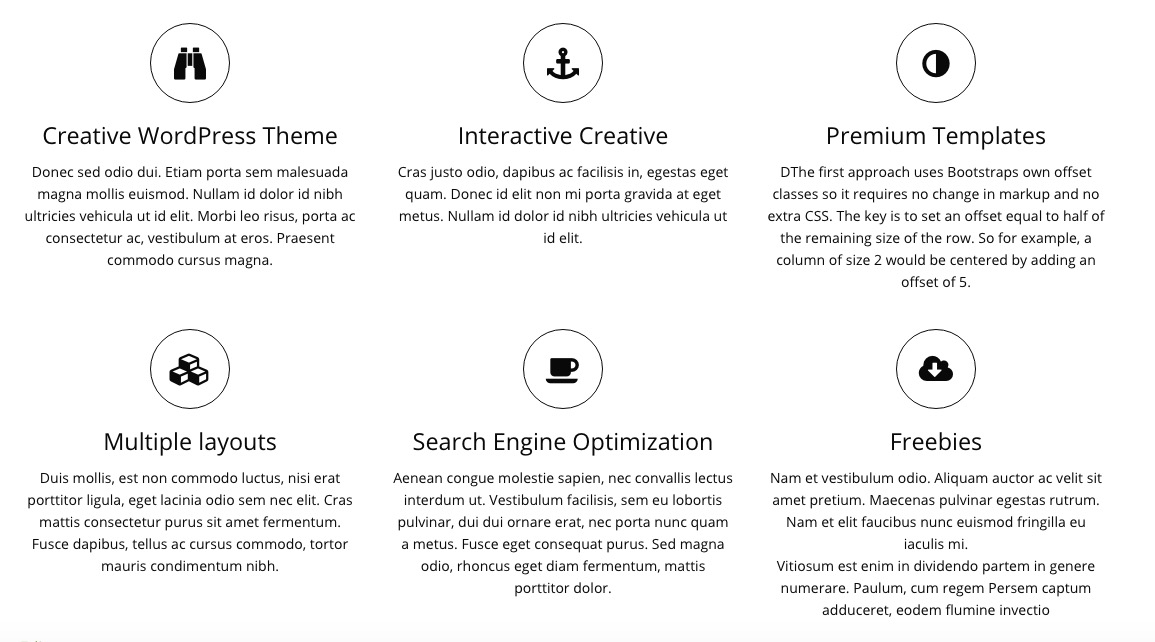 Creative WordPress Theme
Donec sed odio dui. Etiam porta sem malesuada
magna mollis euismod. Nullam id dolor id nibh
ultricies vehicula ut id elit. Morbi leo risus, porta ac
consectetur ac, vestibulum at eros. Praesent
commodo cursus magna.
Interactive Creative
Cras justo odio, dapibus ac facilisis in, egestas eget
quam. Donec id elit non mi porta gravida at eget
metus. Nullam id dolor id nibh ultricies vehicula ut
id elit.
Premium Templates
DThe first approach uses Bootstraps own offset
classes so it requires no change in markup and no
extra CSS. The key is to set an offset equal to half of
the remaining size of the row. So for example, a
column of size 2 would be centered by adding an
offset of 5.
Multiple layouts
Duis mollis, est non commodo luctus, nisi erat
porttitor ligula, eget lacinia odio sem nec elit. Cras
mattis consectetur purus sit amet fermentum.
Fusce dapibus, tellus ac cursus commodo, tortor
mauris condimentum nibh.
Search Engine Optimization
Aenean congue molestie sapien, nec convallis lectus
interdum ut. Vestibulum facilisis, sem eu lobortis
pulvinar, dui dui ornare erat, nec porta nunc quam
a metus. Fusce eget consequat purus. Sed magna
odio, rhoncus eget diam fermentum, mattis
porttitor dolor.
Freebies
Nam et vestibulum odio. Aliquam auctor ac velit sit
amet pretium. Maecenas pulvinar egestas rutrum.
Nam et elit faucibus nunc euismod fringilla eu
iaculis mi.
Vitiosum est enim in dividendo partem in genere
numerare. Paulum, cum regem Persem captum
adduceret, eodem flumine invectio